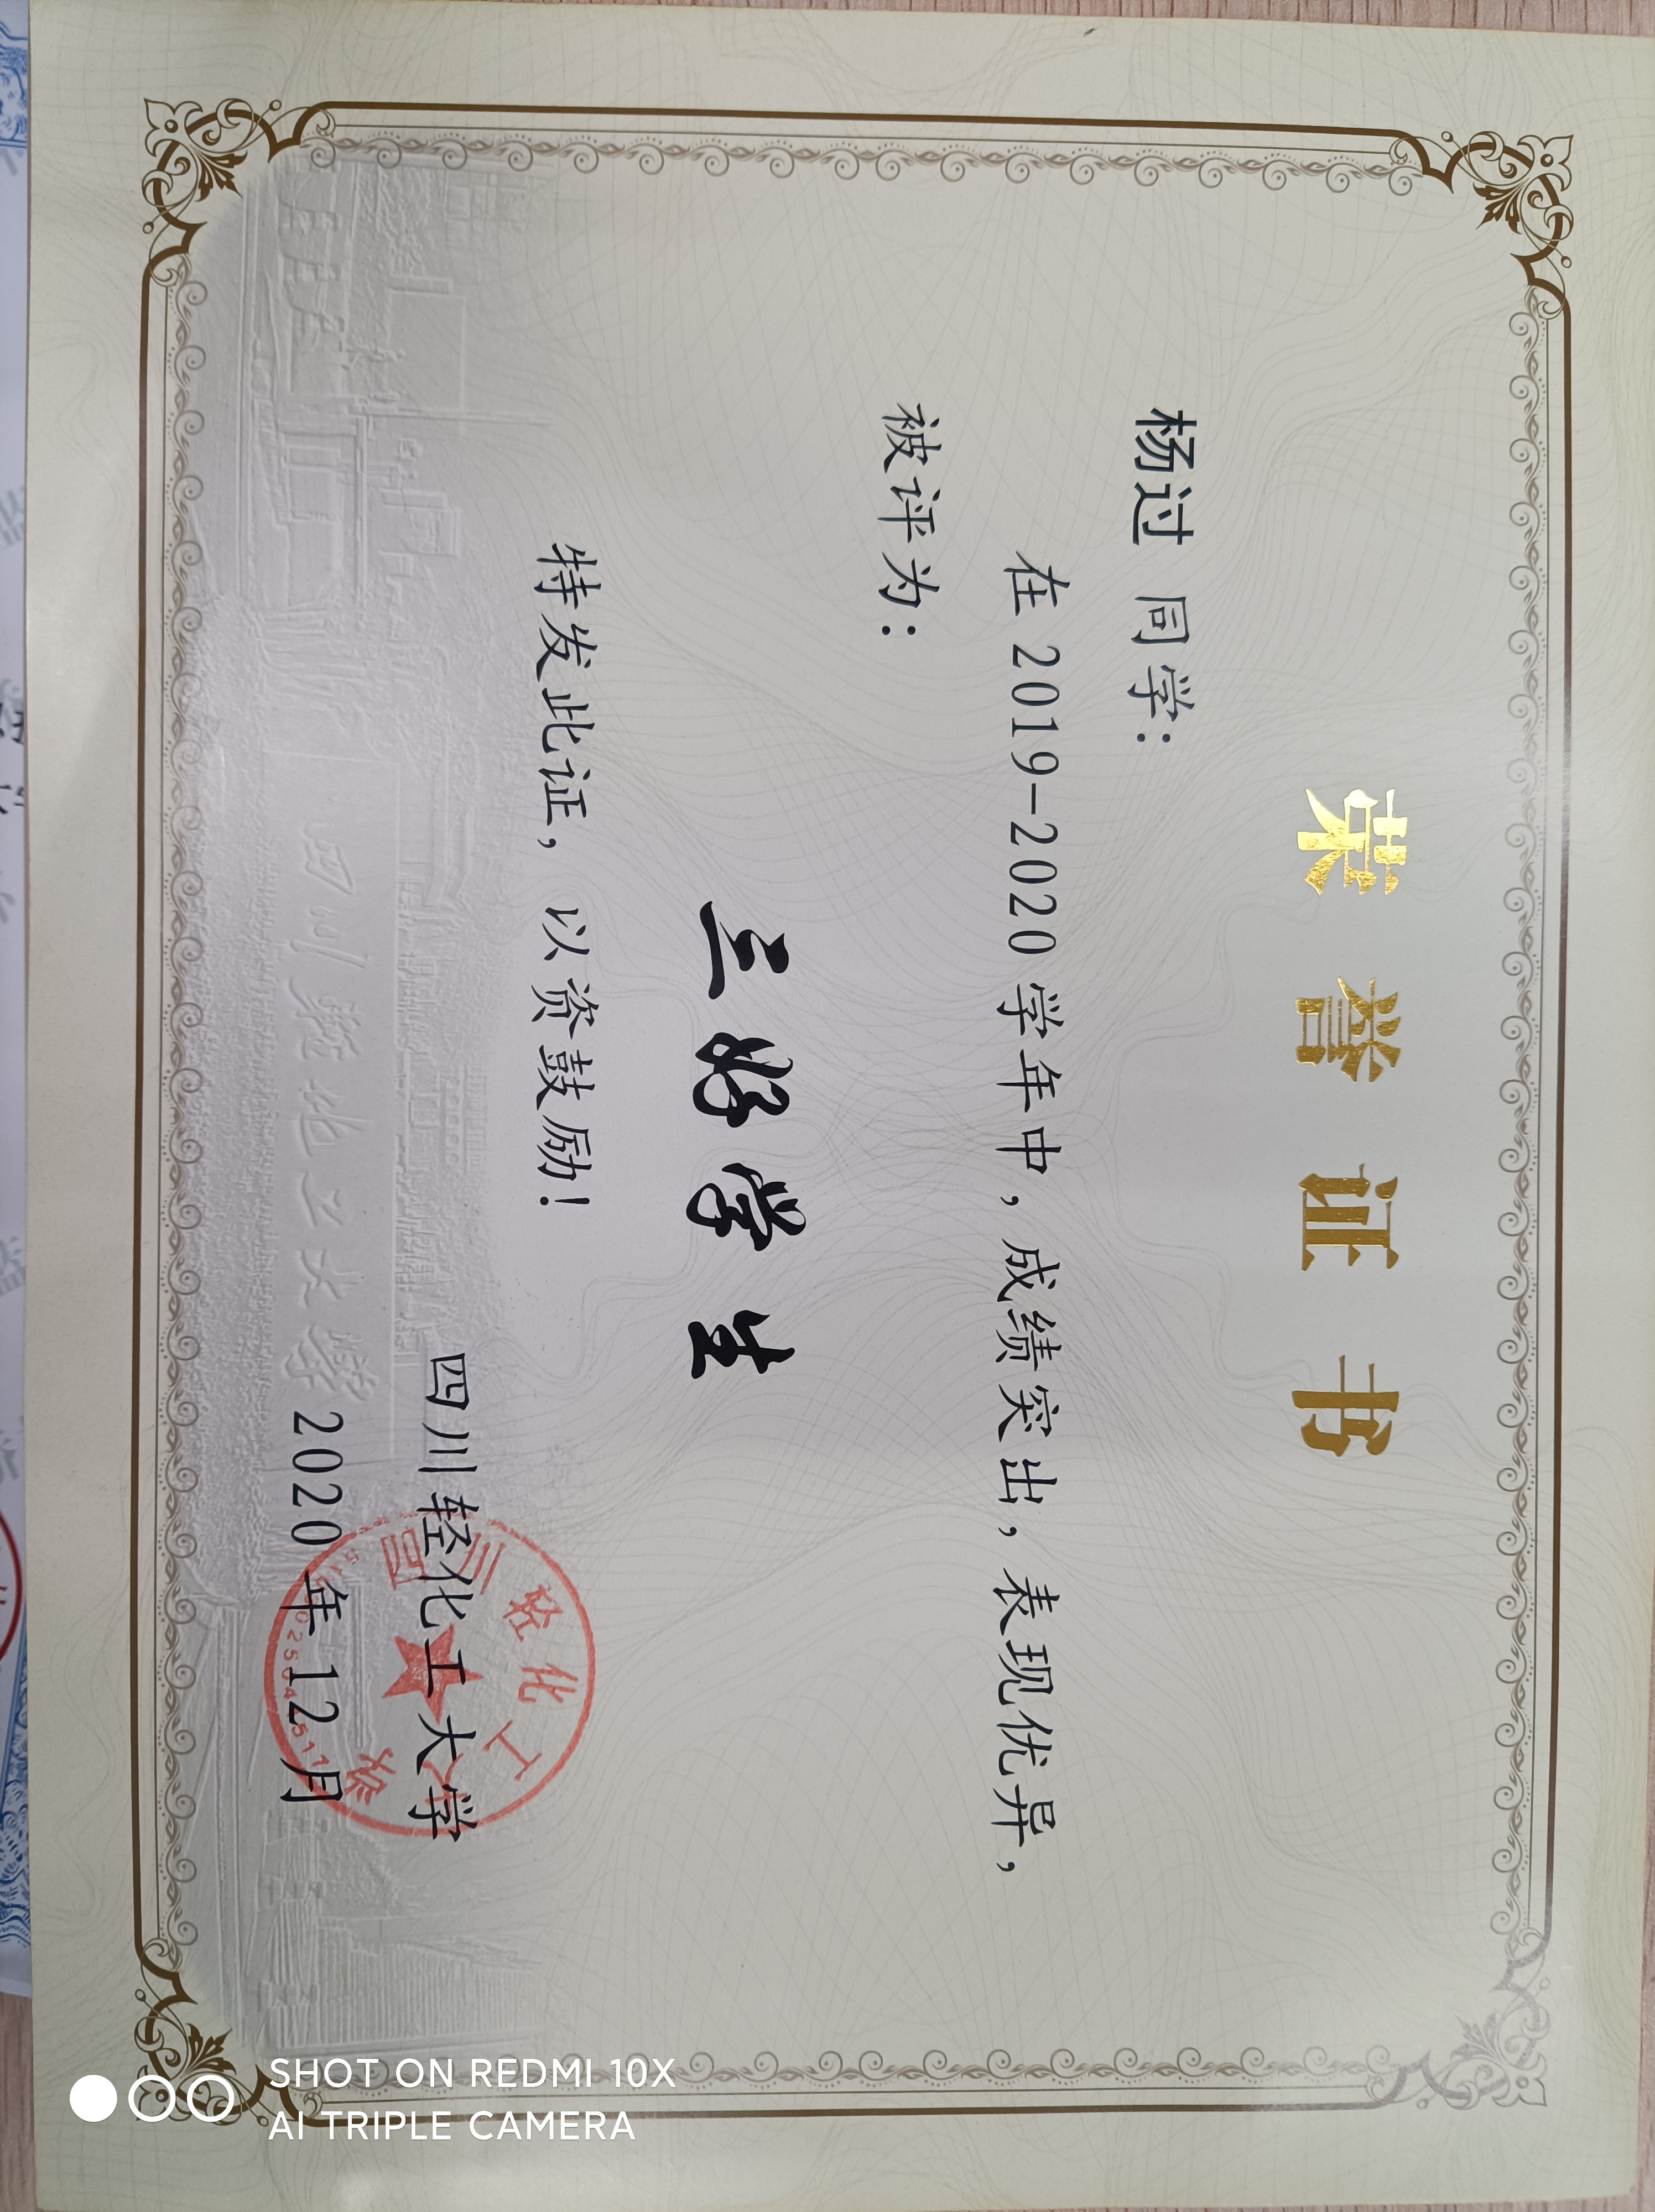 荣誉证书
杨过 同学：
在 2019-2020 学年中，成绩突出，表现优异，
被评为：
三好学生
特发此证，以资鼓励！
四川轻化工大学
2020 年 12 月
四川轻化工大学
SHOT ON REDMI 10X
AI TRIPLE CAMERA